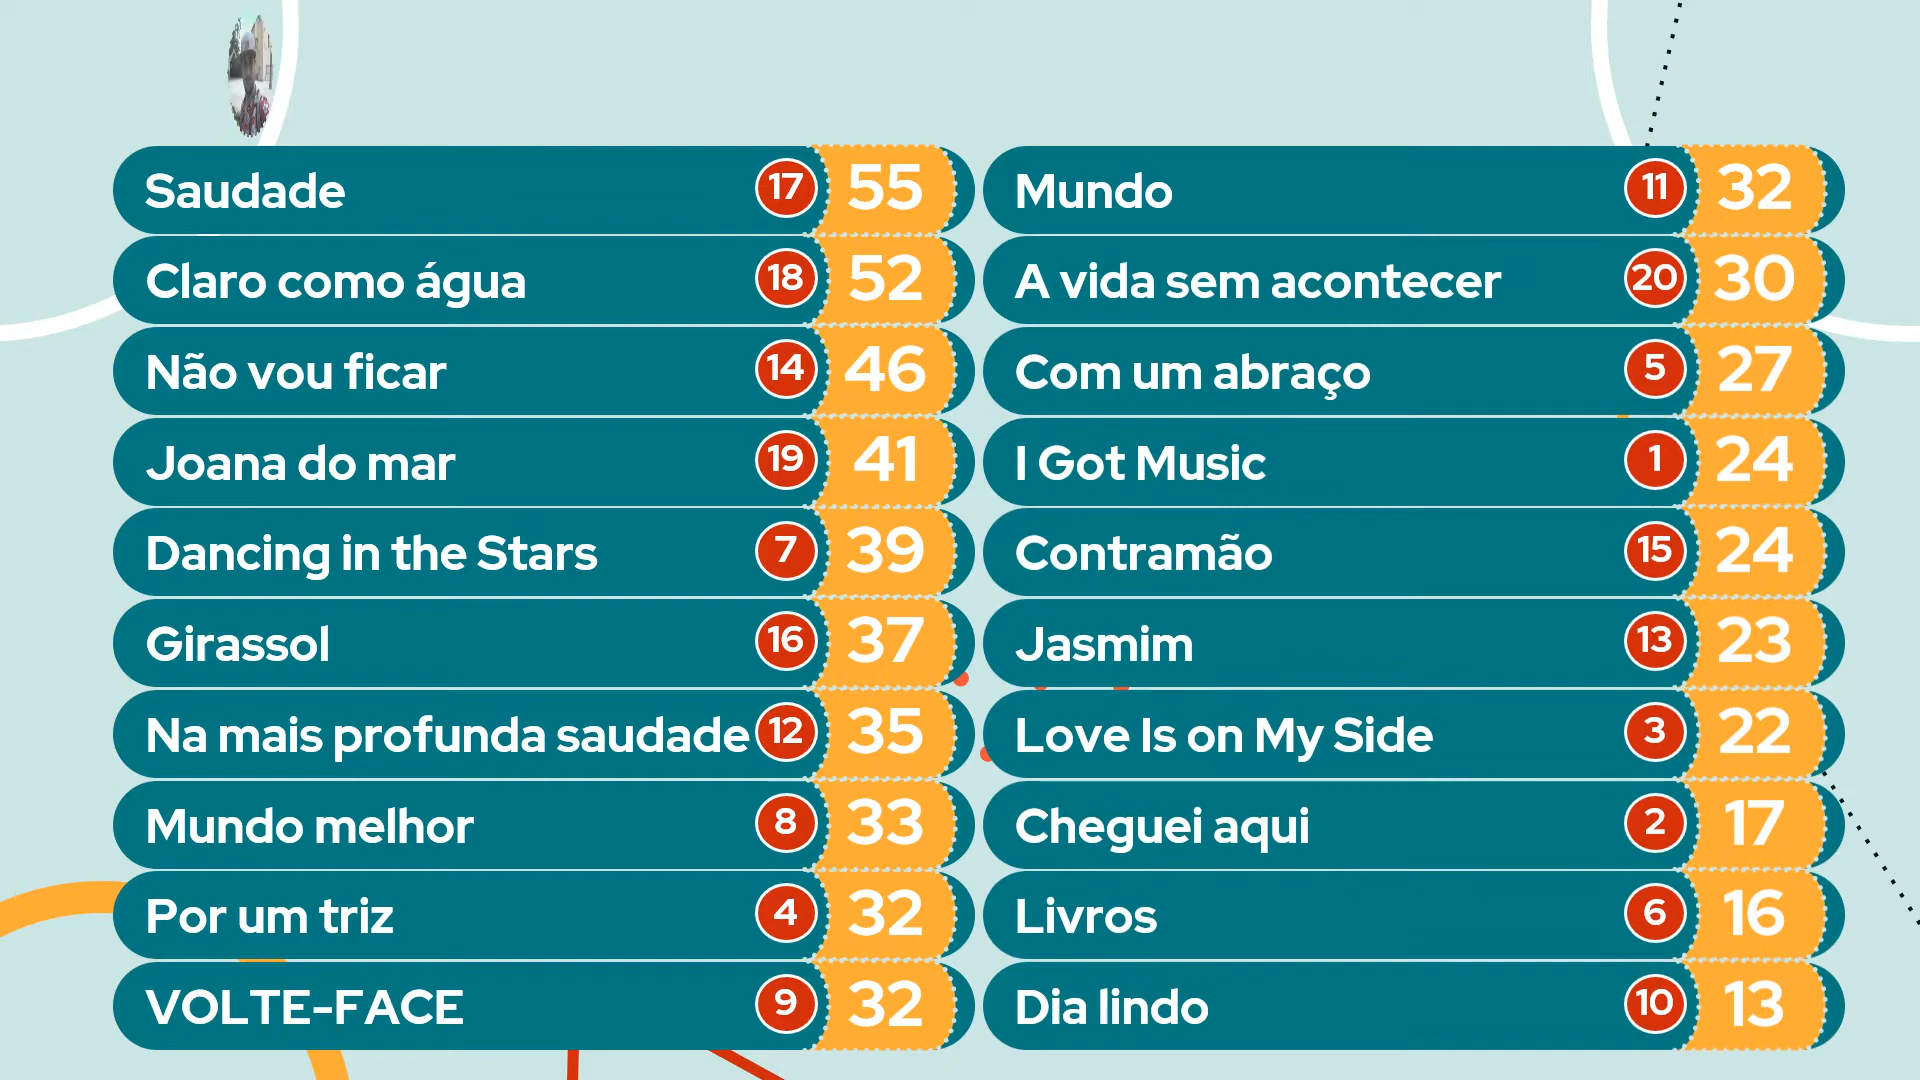 Saudade 17 55
Claro como água 18 52
Não vou ficar 14 46
Joana do mar 19 41
Dancing in the Stars 7 39
Girassol 16 37
Na mais profunda saudade 12 35
Mundo melhor 8 33
Por um triz 4 32
VOLTE-FACE 9 32
Mundo 11 32
A vida sem acontecer 20 30
Com um abraço 5 27
I Got Music 1 24
Contramão 15 24
Jasmim 13 23
Love Is on My Side 3 22
Cheguei aqui 2 17
Livros 6 16
Dia lindo 10 13